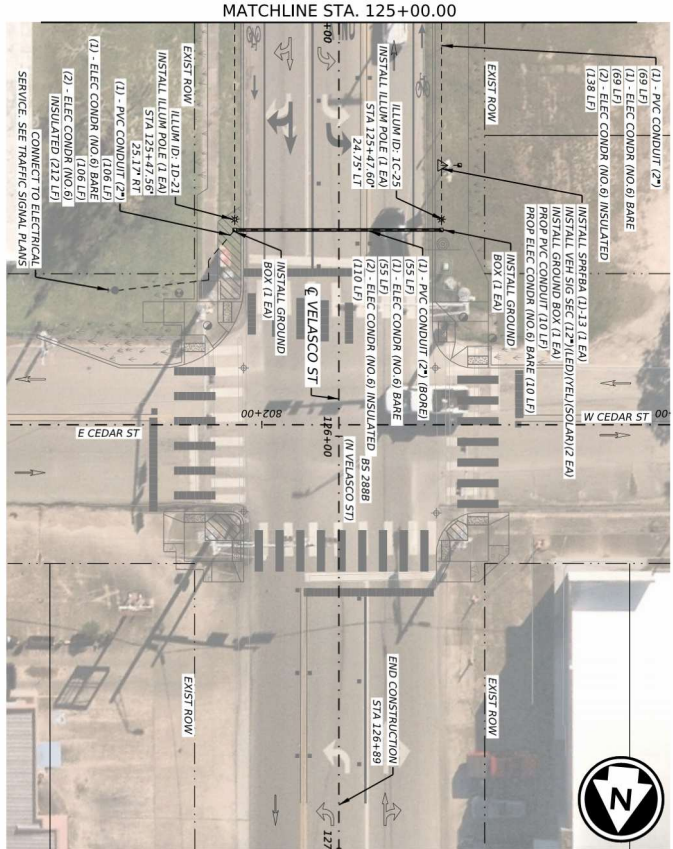 MATCHLINE STA. 125+00.00
(1) - PVC CONDUIT (2")
(69 LF)
(1) - ELEC CONDR (NO.6) BARE
(69 LF)
(2) - ELEC CONDR (NO.6) INSULATED
(138 LF)
EXIST ROW
INSTALL SPRFBA (1)-13 (1 EA)
INSTALL VEH SIG SEC (12")(LED)(YEL)(SOLAR)(2 EA)
INSTALL GROUND BOX (1 EA)
PROP PVC CONDUIT (10 LF)
PROP ELEC CONDR (NO.6) BARE (10 LF)
ILLUM ID: 1C-25
INSTALL ILLUM POLE (1 EA)
STA 125+47.60'
24.75' LT
INSTALL GROUND
BOX (1 EA)
(1) - PVC CONDUIT (2") (BORE)
(55 LF)
(1) - ELEC CONDR (NO.6) BARE
(55 LF)
(2) - ELEC CONDR (NO.6) INSULATED
(110 LF)
EXIST ROW
ILLUM ID: 1D-21
INSTALL ILLUM POLE (1 EA)
STA 125+47.56'
25.17' RT
(1) - PVC CONDUIT (2")
(106 LF)
(1) - ELEC CONDR (NO.6) BARE
(106 LF)
(2) - ELEC CONDR (NO.6)
INSULATED (212 LF)
CONNECT TO ELECTRICAL
SERVICE. SEE TRAFFIC SIGNAL PLANS
INSTALL GROUND
BOX (1 EA)
℄ VELASCO ST
W CEDAR ST
E CEDAR ST
802+00
126+00
BS 288B
(N VELASCO ST)
END CONSTRUCTION
STA 126+89
EXIST ROW
EXIST ROW
127
+00
00+
N